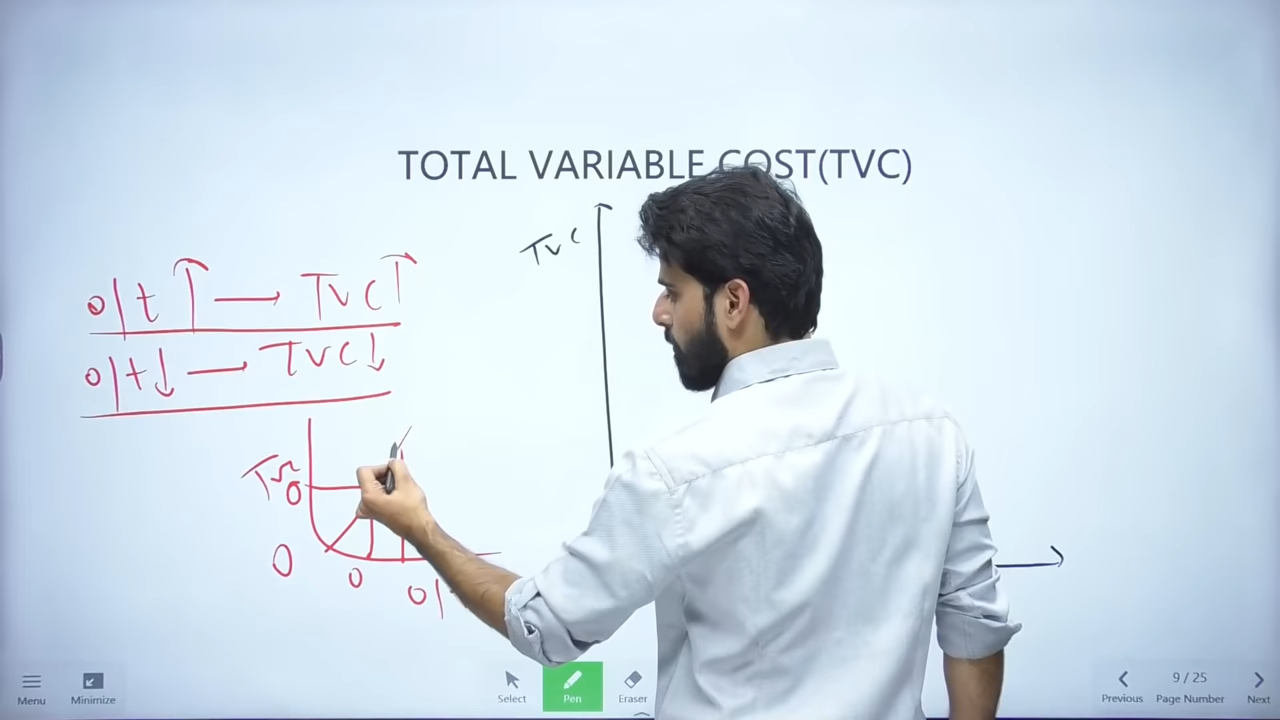 TOTAL VARIABLE COST(TVC)
TVC
o/t ↑ → TVC↑
o/t↓ → TVC↓
0
0
0
Menu
Minimize
Select
Pen
Eraser
Previous
9 / 25
Page Number
Next